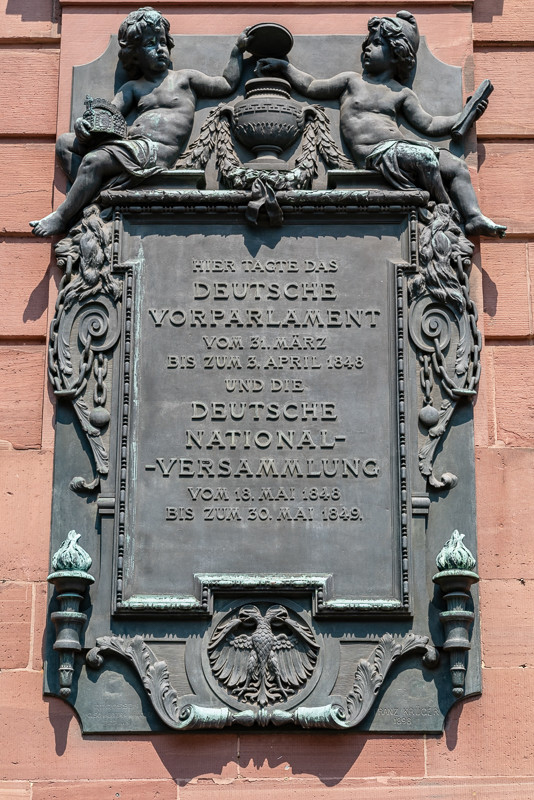 HIER TAGTE DAS
DEUTSCHE
VORPARLAMENT
VOM 31. MÄRZ
BIS ZUM 3. APRIL 1848
UND DIE
DEUTSCHE
NATIONAL-
-VERSAMMLUNG
VOM 18. MAI 1848
BIS ZUM 30. MAI 1849.